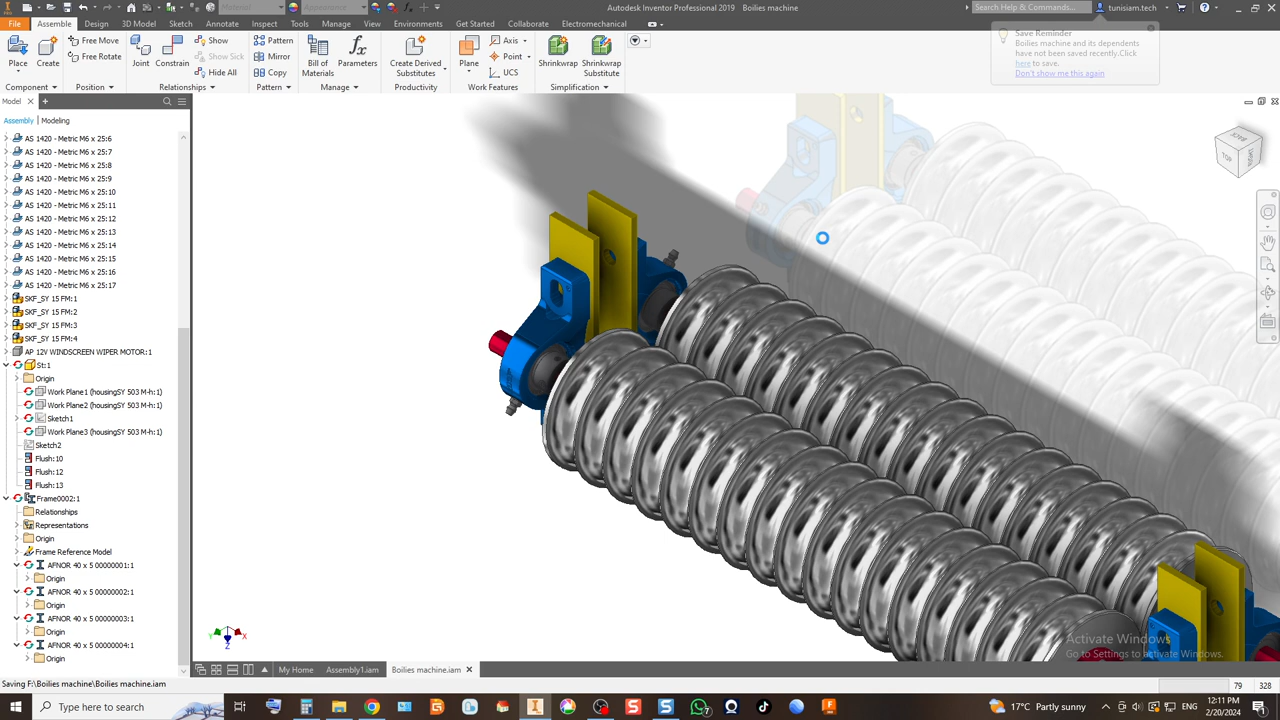 Material
Appearance
Autodesk Inventor Professional 2019   Boilies machine
Search Help & Commands...
tunisiam.tech
File
Assemble
Design
3D Model
Sketch
Annotate
Inspect
Tools
Manage
View
Environments
Get Started
Collaborate
Electromechanical
Place
Create
Free Move
Free Rotate
Component
Position
Joint
Constrain
Show
Show Sick
Hide All
Relationships
Pattern
Mirror
Copy
Pattern
Bill of Materials
Parameters
Manage
Create Derived Substitutes
Productivity
Plane
Axis
Point
UCS
Work Features
Shrinkwrap
Shrinkwrap Substitute
Simplification
Save Reminder
Boilies machine and its dependents
have not been saved recently.Click
here to save.
Don't show me this again
Model
Assembly
Modeling
AS 1420 - Metric M6 x 25:6
AS 1420 - Metric M6 x 25:7
AS 1420 - Metric M6 x 25:8
AS 1420 - Metric M6 x 25:9
AS 1420 - Metric M6 x 25:10
AS 1420 - Metric M6 x 25:11
AS 1420 - Metric M6 x 25:12
AS 1420 - Metric M6 x 25:13
AS 1420 - Metric M6 x 25:14
AS 1420 - Metric M6 x 25:15
AS 1420 - Metric M6 x 25:16
AS 1420 - Metric M6 x 25:17
SKF_SY 15 FM:1
SKF_SY 15 FM:2
SKF_SY 15 FM:3
SKF_SY 15 FM:4
AP 12V WINDSCREEN WIPER MOTOR:1
St:1
Origin
Work Plane1 (housingSY 503 M-h:1)
Work Plane2 (housingSY 503 M-h:1)
Sketch1
Work Plane3 (housingSY 503 M-h:1)
Sketch2
Flush:10
Flush:12
Flush:13
Frame0002:1
Relationships
Representations
Origin
Frame Reference Model
AFNOR 40 x 5 00000001:1
Origin
AFNOR 40 x 5 00000002:1
Origin
AFNOR 40 x 5 00000003:1
Origin
AFNOR 40 x 5 00000004:1
Origin
TOP
Y
X
Z
Activate Windows
Go to Settings to activate Windows.
My Home
Assembly1.iam
Boilies machine.iam
Saving F:\Boilies machine\Boilies machine.iam
79
328
Type here to search
17°C Partly sunny
12:11 PM
2/20/2024